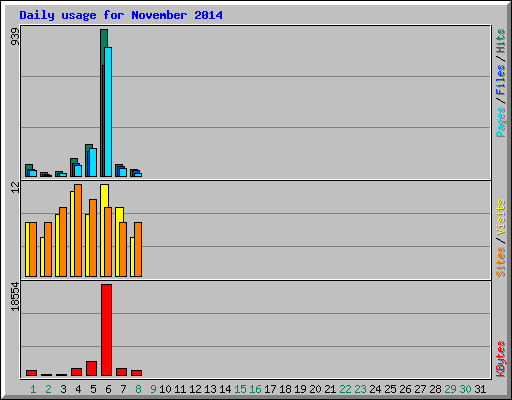 Daily usage for November 2014
939
Pages / Files / Hits
12
Sites / Visits
18554
KBytes
1 2 3 4 5 6 7 8 9 10 11 12 13 14 15 16 17 18 19 20 21 22 23 24 25 26 27 28 29 30 31